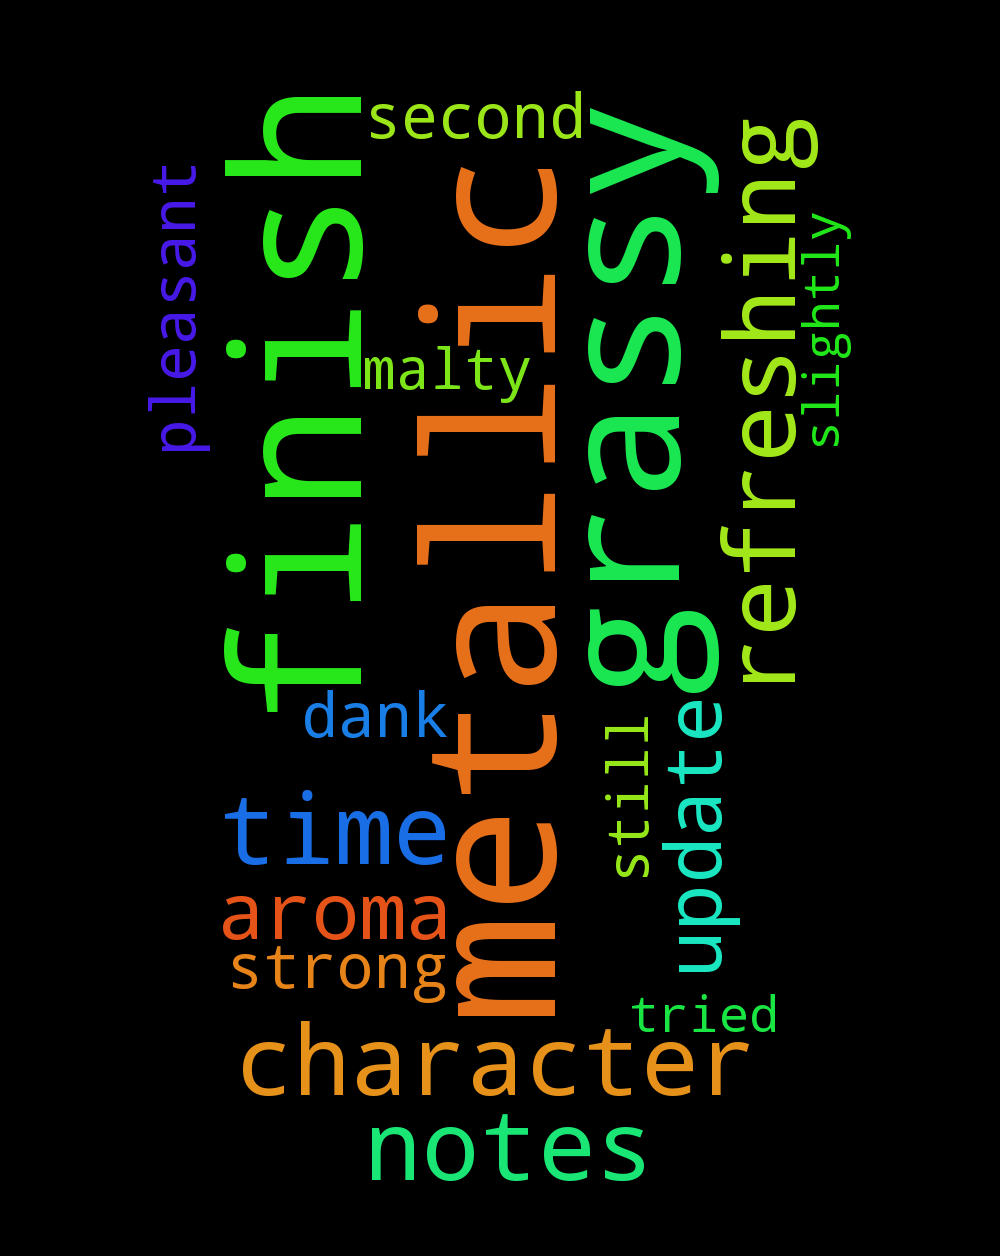 second
finish
metallic
grassy
refreshing
pleasant
slightly
malty
dank
still
update
time
aroma
strong
tried
character
notes